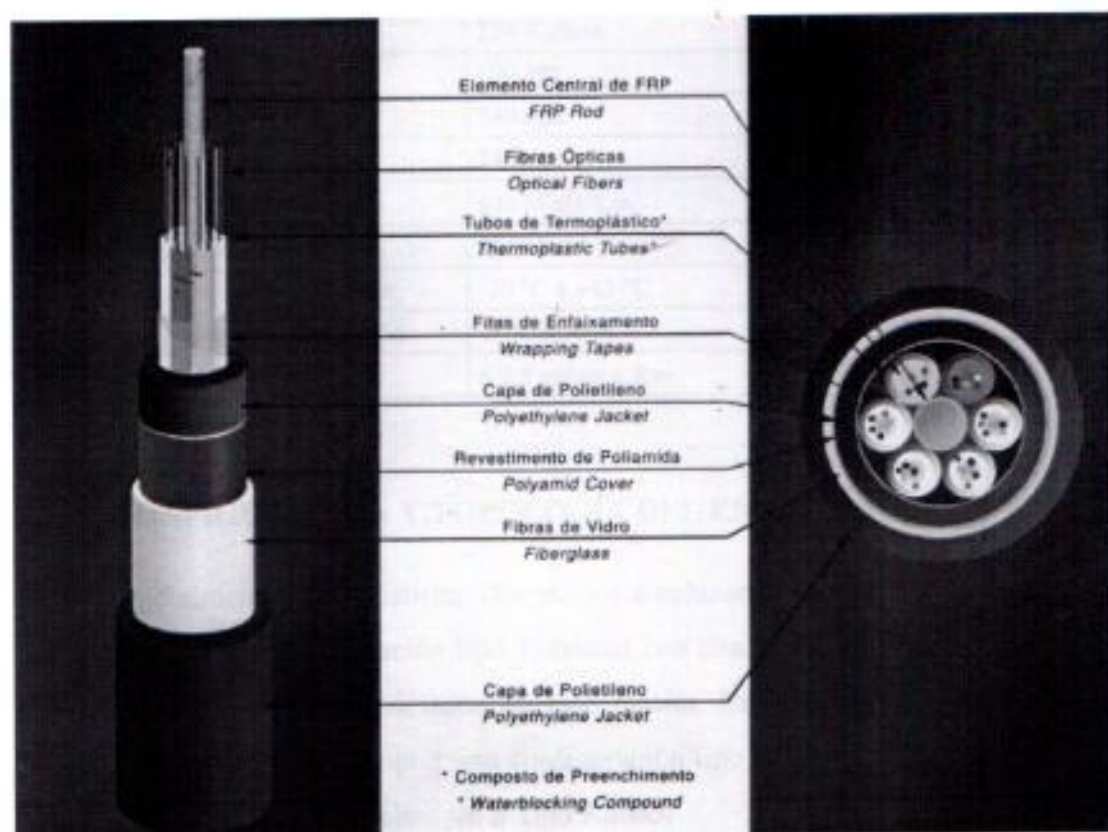 Elemento Central de FRP
FRP Rod
Fibras Ópticas
Optical Fibers
Tubos de Termoplástico*
Thermoplastic Tubes*
Fitas de Enfaixamento
Wrapping Tapes
Capa de Polietileno
Polyethylene Jacket
Revestimento de Poliamida
Polyamid Cover
Fibras de Vidro
Fiberglass
Capa de Polietileno
Polyethylene Jacket
* Composto de Preenchimento
* Waterblocking Compound